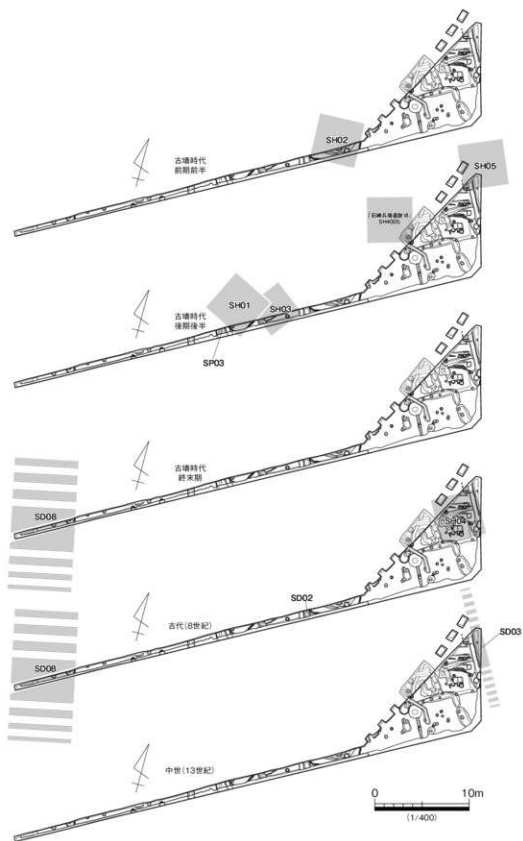 SH02
古墳時代
前期前半
SH05
SH4005
SH01
SH03
古墳時代
後期後半
SP03
古墳時代
終末期
SD08
SH04
SD02
古代(8世紀)
SD03
SD08
中世(13世紀)
0 10m
(1/400)